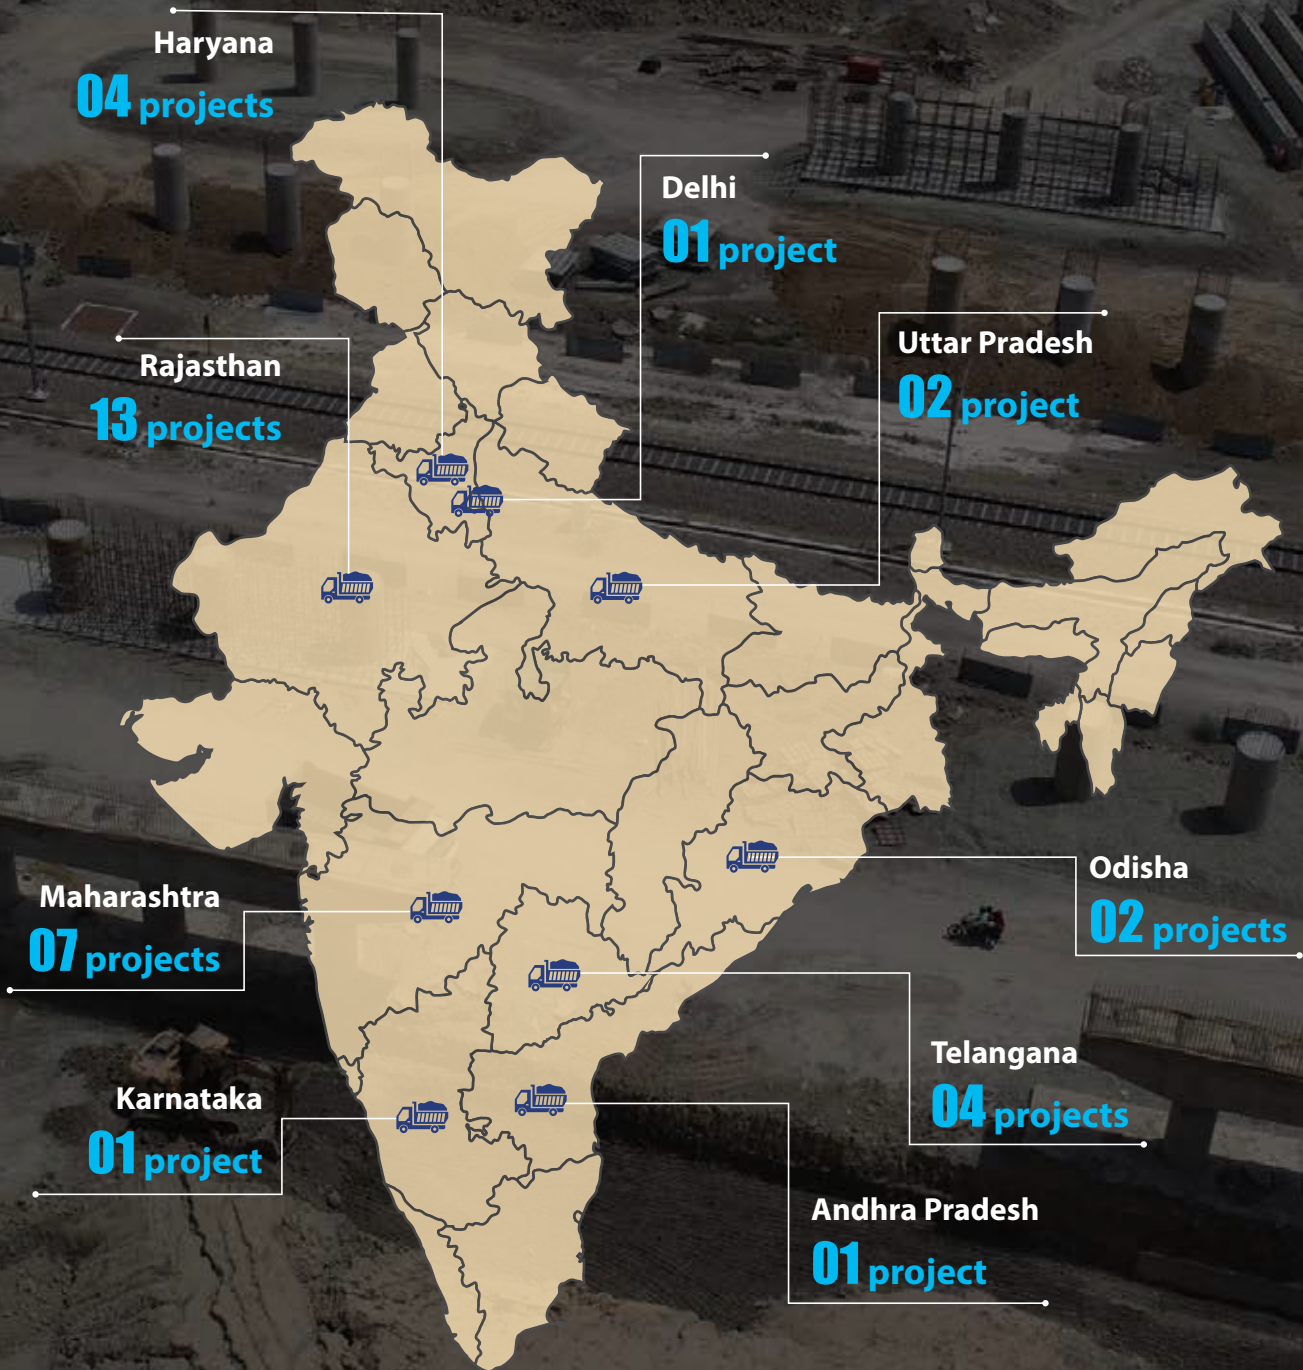 Haryana
04 projects
Delhi
01 project
Uttar Pradesh
02 project
Rajasthan
13 projects
Maharashtra
07 projects
Odisha
02 projects
Telangana
04 projects
Karnataka
01 project
Andhra Pradesh
01 project